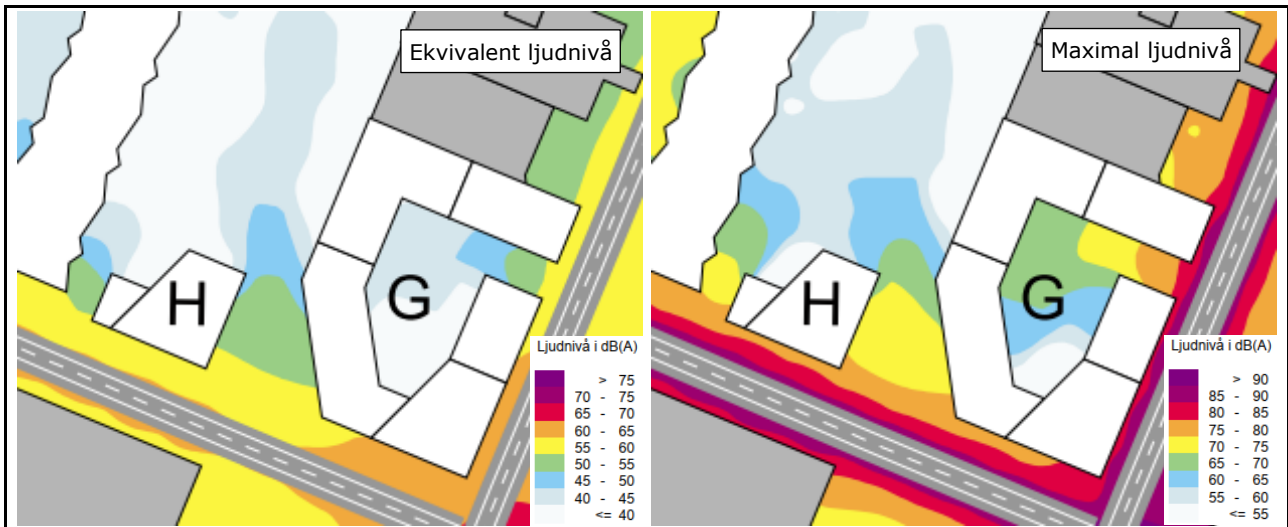 Ekvivalent ljudnivå
H
G
Ljudnivå i dB(A)
> 75
70 - 75
65 - 70
60 - 65
55 - 60
50 - 55
45 - 50
40 - 45
<= 40
Maximal ljudnivå
H
G
Ljudnivå i dB(A)
> 90
85 - 90
80 - 85
75 - 80
70 - 75
65 - 70
60 - 65
55 - 60
<= 55